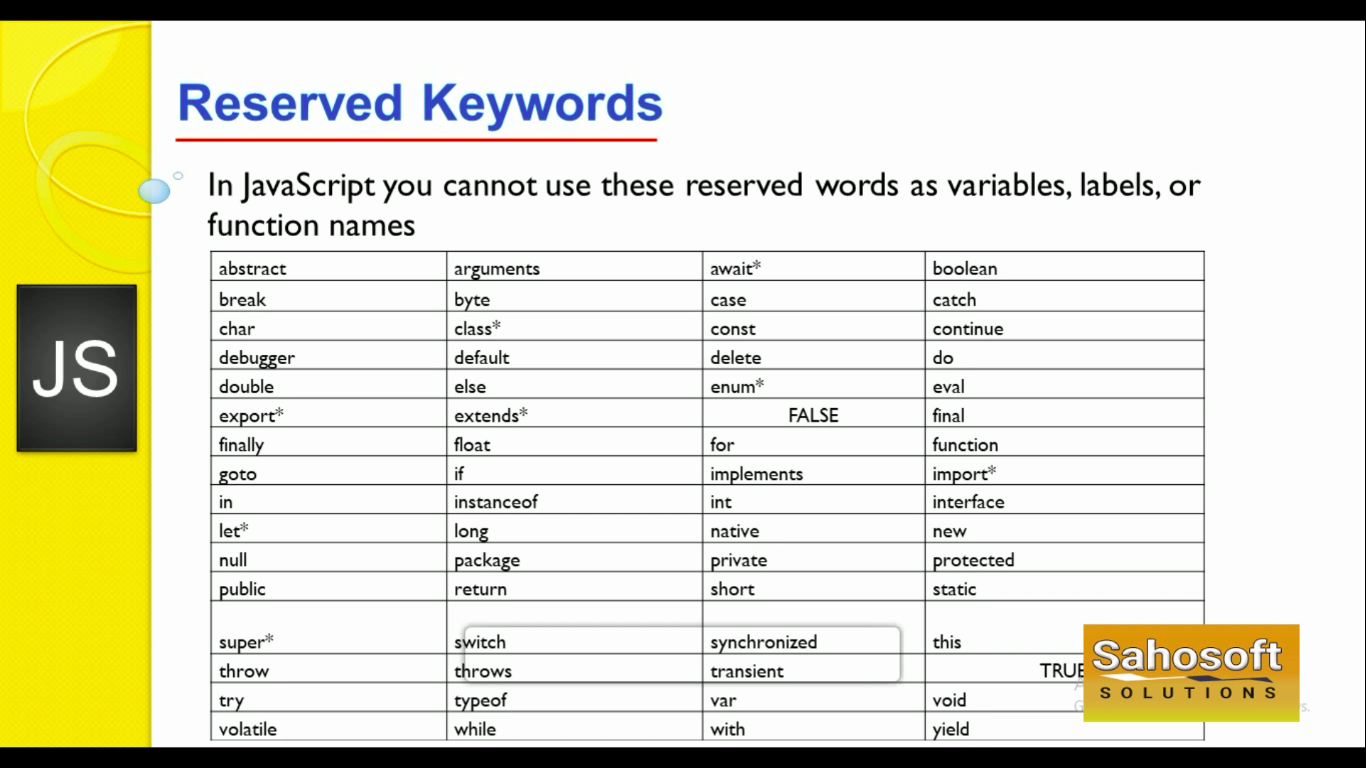 Reserved Keywords
In JavaScript you cannot use these reserved words as variables, labels, or
function names
abstract arguments await* boolean
break byte case catch
char class* const continue
debugger default delete do
double else enum* eval
export* extends* FALSE final
finally float for function
goto if implements import*
in instanceof int interface
let* long native new
null package private protected
public return short static
super* switch synchronized this
throw throws transient TRUE
try typeof var void
volatile while with yield
JS
Sahosoft
SOLUTIONS